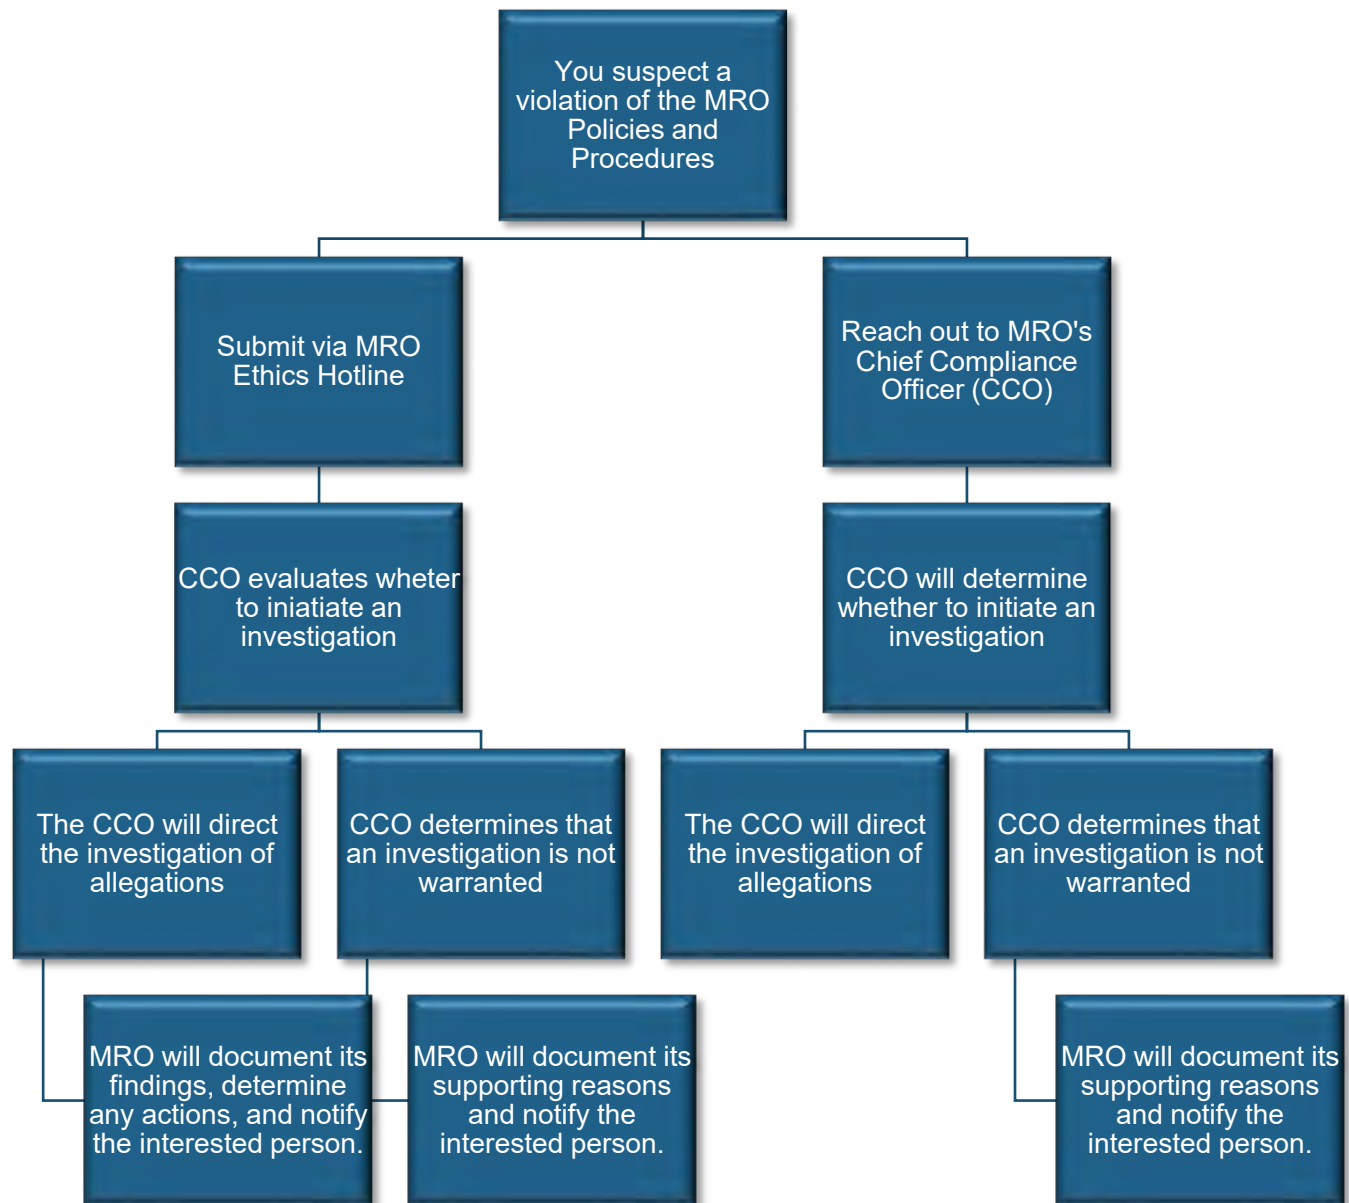 You suspect a
violation of the MRO
Policies and
Procedures
Submit via MRO
Ethics Hotline
Reach out to MRO's
Chief Compliance
Officer (CCO)
CCO evaluates wheter
to iniatiate an
investigation
CCO will determine
whether to initiate an
investigation
The CCO will direct
the investigation of
allegations
CCO determines that
an investigation is not
warranted
The CCO will direct
the investigation of
allegations
CCO determines that
an investigation is not
warranted
MRO will document its
findings, determine
any actions, and notify
the interested person.
MRO will document its
supporting reasons
and notify the
interested person.
MRO will document its
supporting reasons
and notify the
interested person.